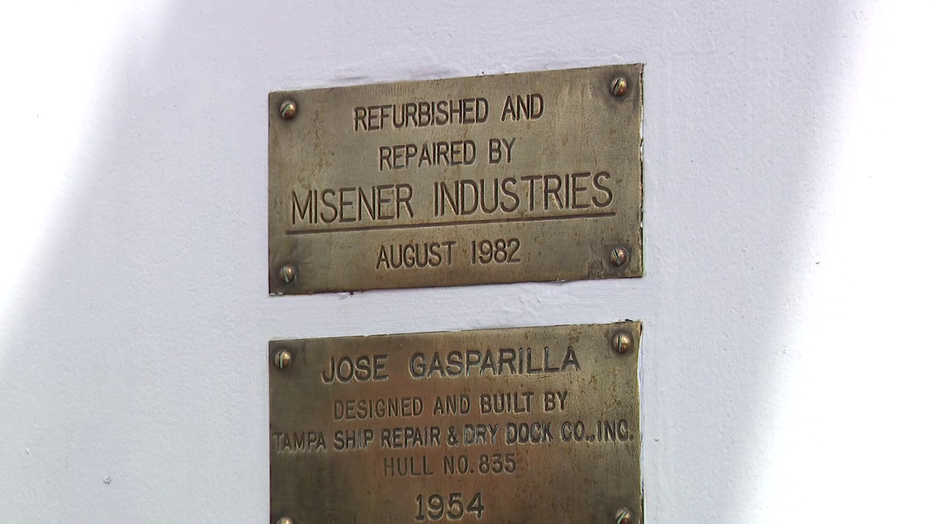 REFURBISHED AND
REPAIRED BY
MISENER INDUSTRIES
AUGUST 1982
JOSE GASPARILLA
DESIGNED AND BUILT BY
TAMPA SHIP REPAIR & DRY DOCK CO., INC.
HULL NO. 835
1954